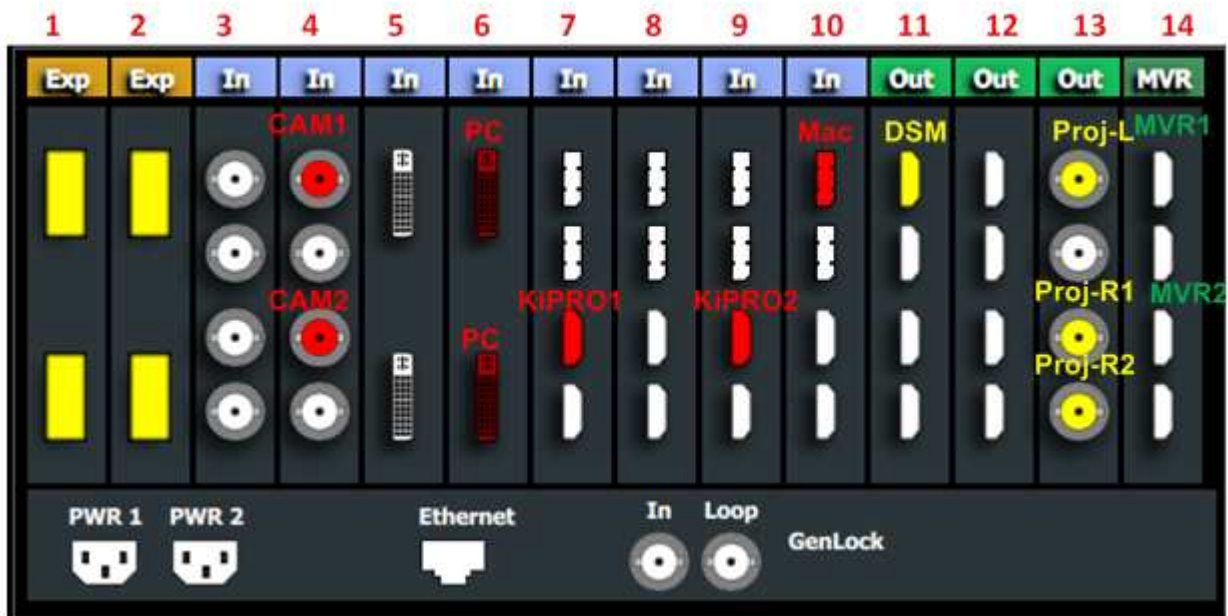 1 2 3 4 5 6 7 8 9 10 11 12 13 14
Exp Exp In In In In In In In In Out Out Out MVR
CAM1 PC Mac DSM Proj-L MVR1
CAM2 KiPRO1 KiPRO2 Proj-R1 MVR2
PC Proj-R2
PWR 1 PWR 2 Ethernet In Loop
GenLock